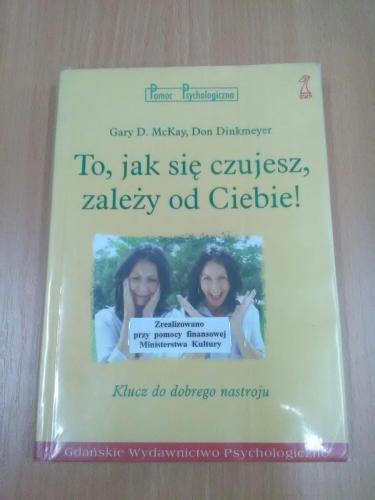 Pomoc Psychologiczna
GWP
Gary D. McKay, Don Dinkmeyer
To, jak się czujesz,
zależy od Ciebie!
Zrealizowano
przy pomocy finansowej
Ministerstwa Kultury
Klucz do dobrego nastroju
Gdańskie Wydawnictwo Psychologiczne